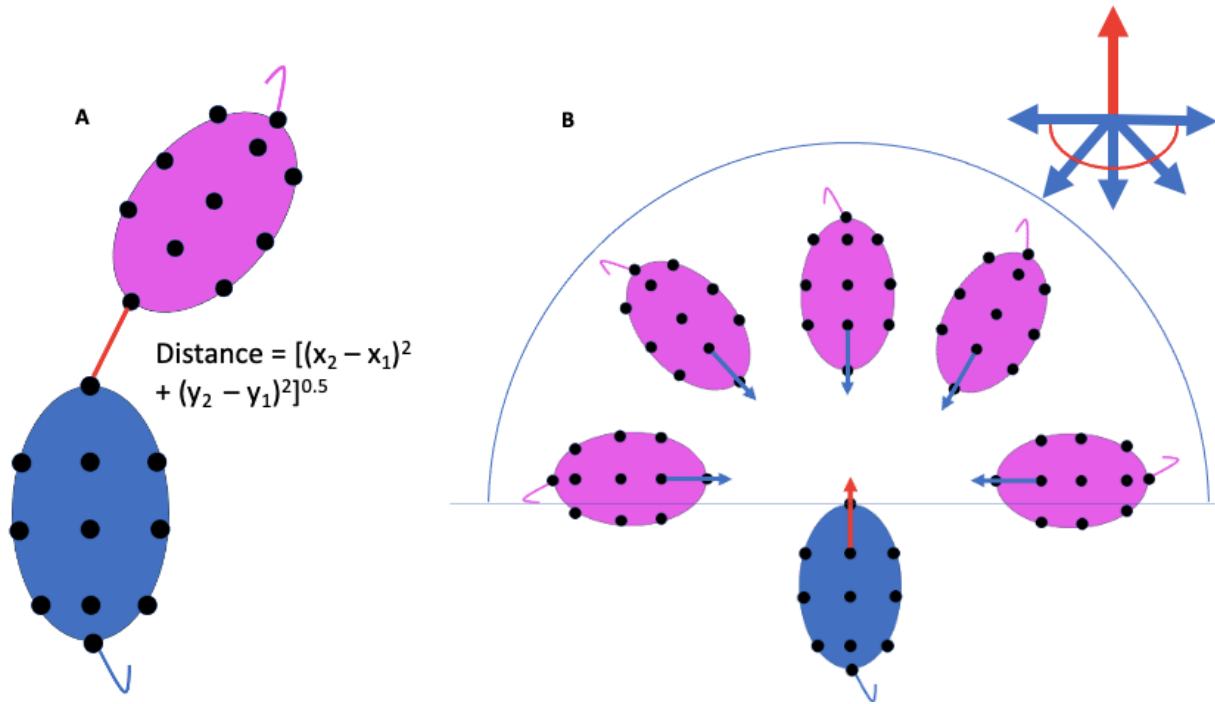 A
B
Distance = [(x₂ – x₁)²
+ (y₂ – y₁)²]⁰·⁵